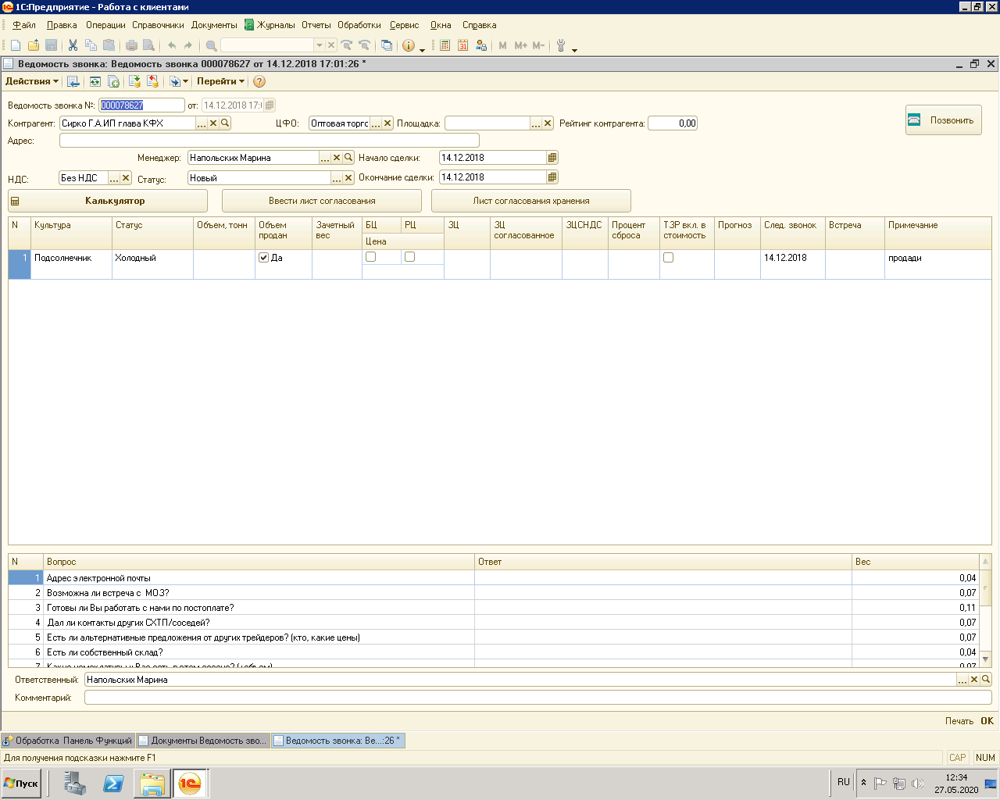 1С:Предприятие - Работа с клиентами
Файл Правка Операции Справочники Документы Журналы Отчеты Обработки Сервис Окна Справка
M M+ M-
Ведомость звонка: Ведомость звонка 000078627 от 14.12.2018 17:01:26 *
Действия Перейти
Ведомость звонка №: 000078627 от: 14.12.2018 17:
Контрагент: Сирко Г.А.ИП глава КФХ ЦФО: Оптовая торгс Площадка: Рейтинг контрагента: 0,00 Позвонить
Адрес:
Менеджер: Напольских Марина Начало сделки: 14.12.2018
НДС: Без НДС Статус: Новый Окончание сделки: 14.12.2018
Калькулятор Ввести лист согласования Лист согласования хранения
N Культура Статус Объем, тонн Объем продан Зачетный вес БЦ РЦ Цена ЗЦ ЗЦ согласованное ЗЦСНДС Процент сброса ТЗР вкл. в стоимость Прогноз След. звонок Встреча Примечание
1 Подсолнечник Холодный Да 14.12.2018 продади
N Вопрос Ответ Вес
1 Адрес электронной почты 0,04
2 Возможна ли встреча с МОЗ? 0,07
3 Готовы ли Вы работать с нами по постоплате? 0,11
4 Дал ли контакты других СХТП/соседей? 0,07
5 Есть ли альтернативные предложения от других трейдеров? (кто, какие цены) 0,07
6 Есть ли собственный склад? 0,04
7 0,07
Ответственный: Напольских Марина
Комментарий:
Печать OK
Обработка Панель Функций Документы Ведомость зво... Ведомость звонка: Ве...:26 *
Для получения подсказки нажмите F1 CAP NUM
Пуск RU 12:34
27.05.2020